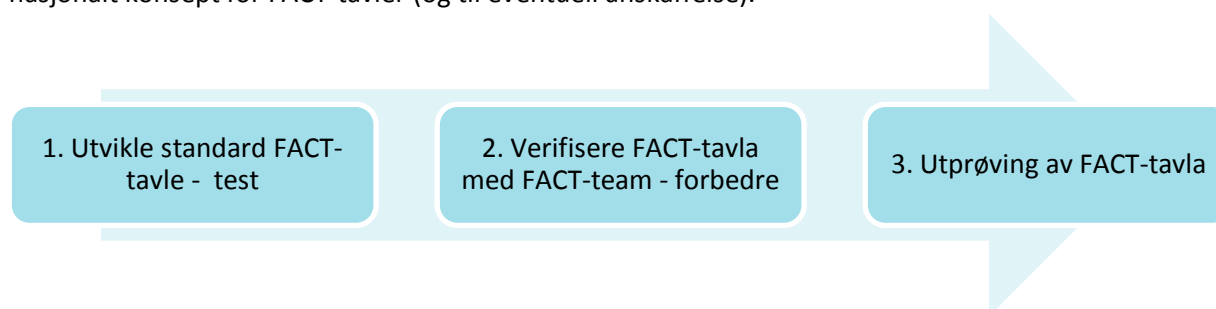 nasjonalt konsept for FACT-tavler (og til eventuell anskaffelse).
1. Utvikle standard FACT-
tavle - test
2. Verifisere FACT-tavla
med FACT-team - forbedre
3. Utprøving av FACT-tavla